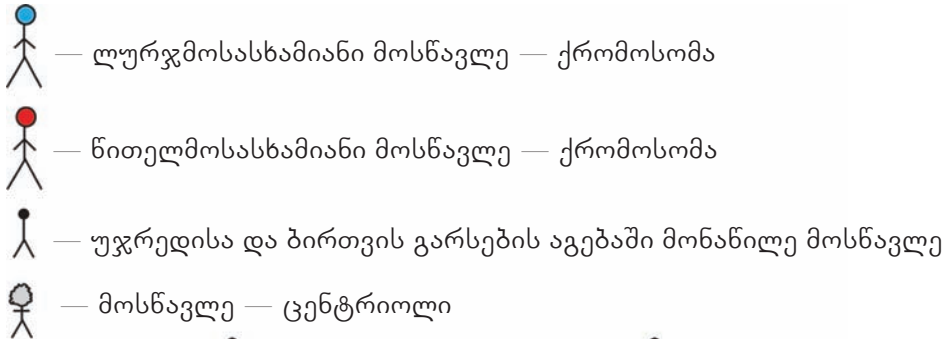 — ლურჯმოსასხამიანი მოსწავლე — ქრომოსომა
— წითელმოსასხამიანი მოსწავლე — ქრომოსომა
— უჯრედისა და ბირთვის გარსების აგებაში მონაწილე მოსწავლე
— მოსწავლე — ცენტრიოლი